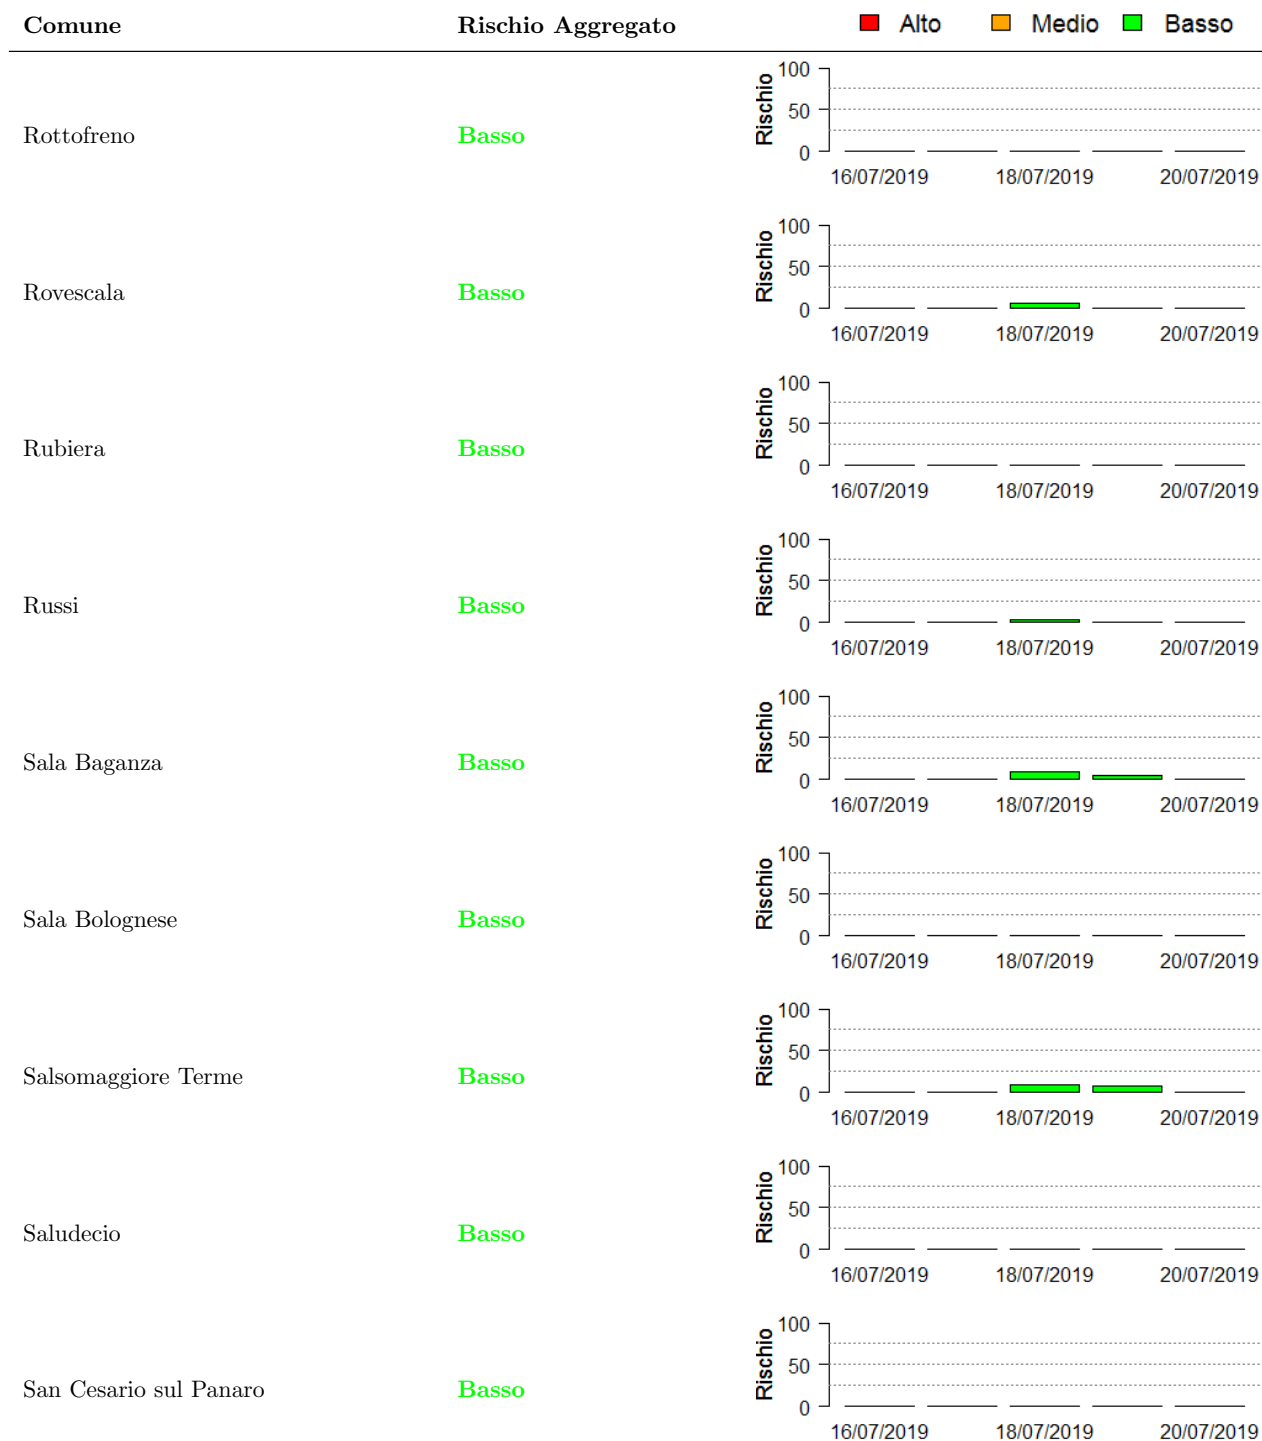 Comune Rischio Aggregato Alto Medio Basso
100
Rischio
50
Rottofreno Basso
0
16/07/2019 18/07/2019 20/07/2019
100
Rischio
50
Rovescala Basso
0
16/07/2019 18/07/2019 20/07/2019
100
Rischio
50
Rubiera Basso
0
16/07/2019 18/07/2019 20/07/2019
100
Rischio
50
Russi Basso
0
16/07/2019 18/07/2019 20/07/2019
100
Rischio
50
Sala Baganza Basso
0
16/07/2019 18/07/2019 20/07/2019
100
Rischio
50
Sala Bolognese Basso
0
16/07/2019 18/07/2019 20/07/2019
100
Rischio
50
Salsomaggiore Terme Basso
0
16/07/2019 18/07/2019 20/07/2019
100
Rischio
50
Saludecio Basso
0
16/07/2019 18/07/2019 20/07/2019
100
Rischio
50
San Cesario sul Panaro Basso
0
16/07/2019 18/07/2019 20/07/2019